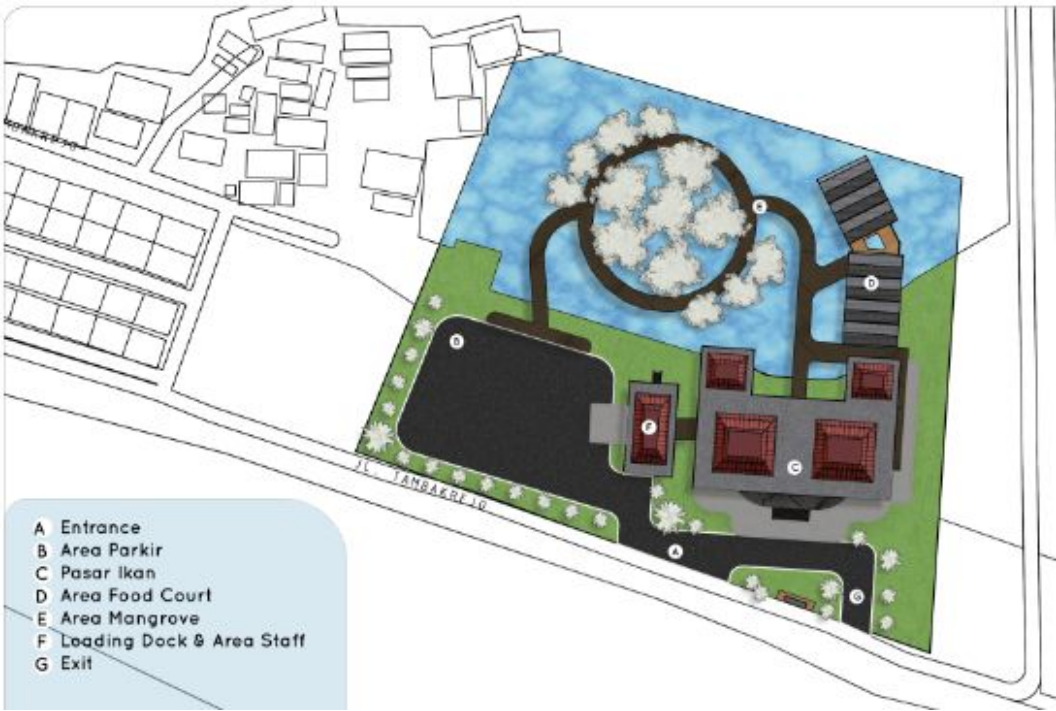 E
D
B
F
C
JL. TAMBAKREJO
A
G
A Entrance
B Area Parkir
C Pasar Ikan
D Area Food Court
E Area Mangrove
F Loading Dock & Area Staff
G Exit